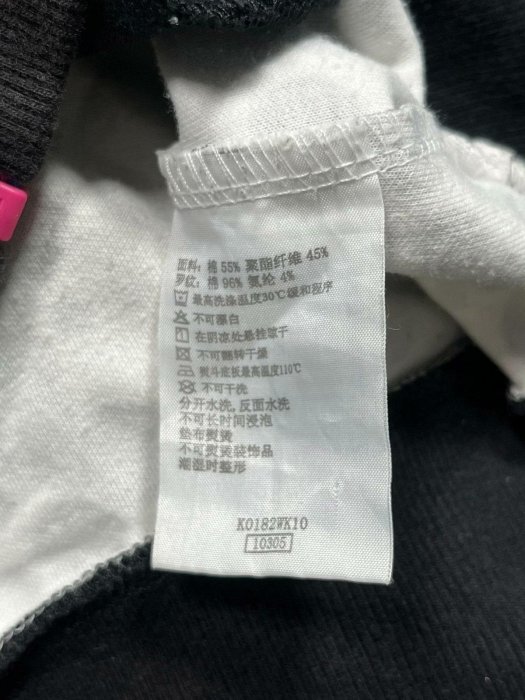 面料: 棉 55% 聚酯纤维 45%
罗纹: 棉 96% 氨纶 4%
最高洗涤温度30℃缓和程序
不可漂白
在阴凉处悬挂晾干
不可翻转干燥
熨斗底板最高温度110℃
不可干洗
分开水洗, 反面水洗
不可长时间浸泡
垫布熨烫
不可熨烫装饰品
潮湿时整形
K0182WK10
10305